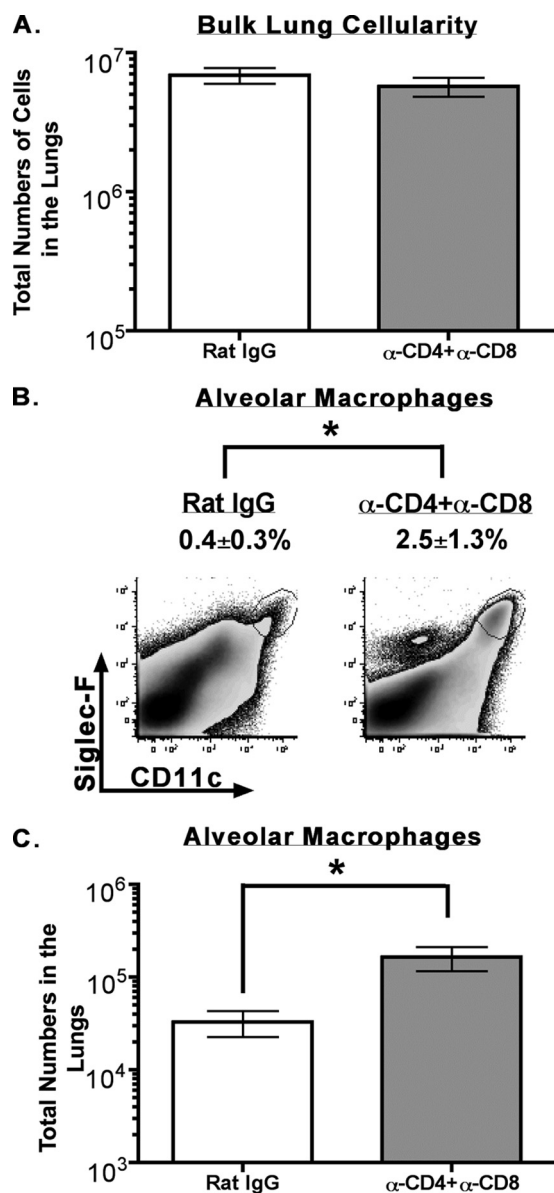 A. Bulk Lung Cellularity
Total Numbers of Cells
in the Lungs
10⁷
10⁶
10⁵
Rat IgG α-CD4+α-CD8
B. Alveolar Macrophages
*
Rat IgG α-CD4+α-CD8
0.4±0.3% 2.5±1.3%
Siglec-F
CD11c
C. Alveolar Macrophages
*
Total Numbers in the
Lungs
10⁶
10⁵
10⁴
10³
Rat IgG α-CD4+α-CD8